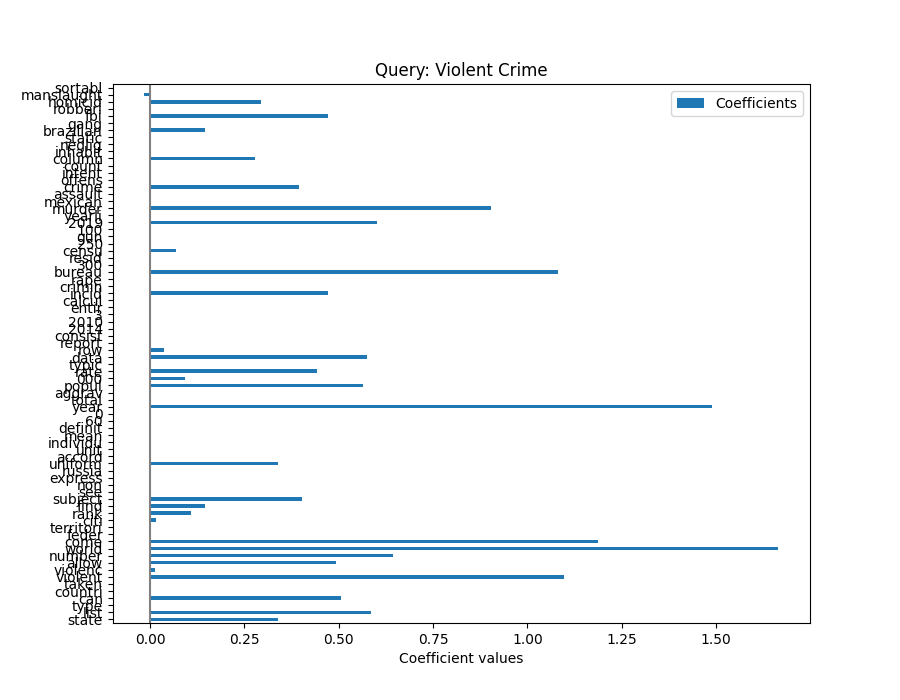 Query: Violent Crime
Coefficients
sortabl
manslaught
homicid
robberi
fbi
gang
brazilian
static
neglig
inhabit
column
count
intent
offens
crime
assault
mexican
murder
yearli
2019
100
gun
250
censu
resid
300
bureau
rape
crimin
incid
calcul
entir
3
2010
2014
consist
report
row
data
typic
rate
000
popul
aggrav
total
year
0
60
definit
mean
individu
unit
accord
uniform
russia
express
non
see
subject
find
rank
citi
territori
feder
come
world
number
allow
violenc
violent
taken
countri
can
type
list
state
0.00 0.25 0.50 0.75 1.00 1.25 1.50
Coefficient values